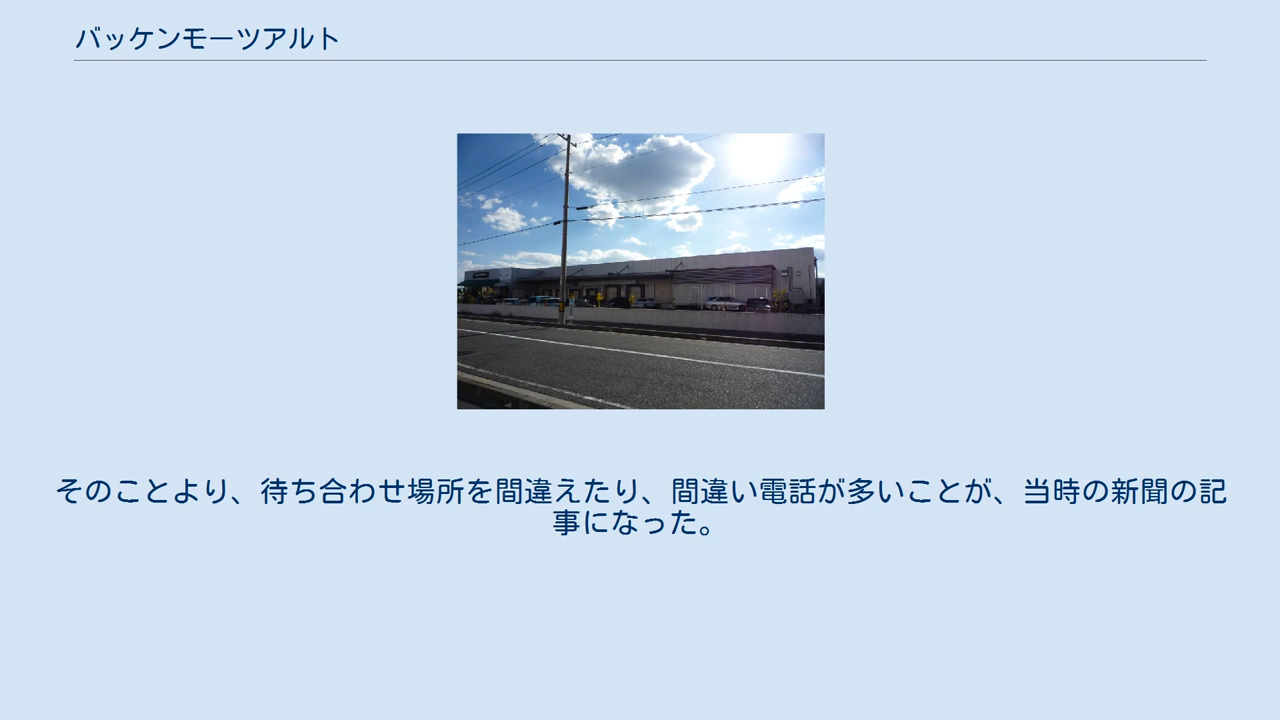 バッケンモーツアルト
そのことより、待ち合わせ場所を間違えたり、間違い電話が多いことが、当時の新聞の記
事になった。